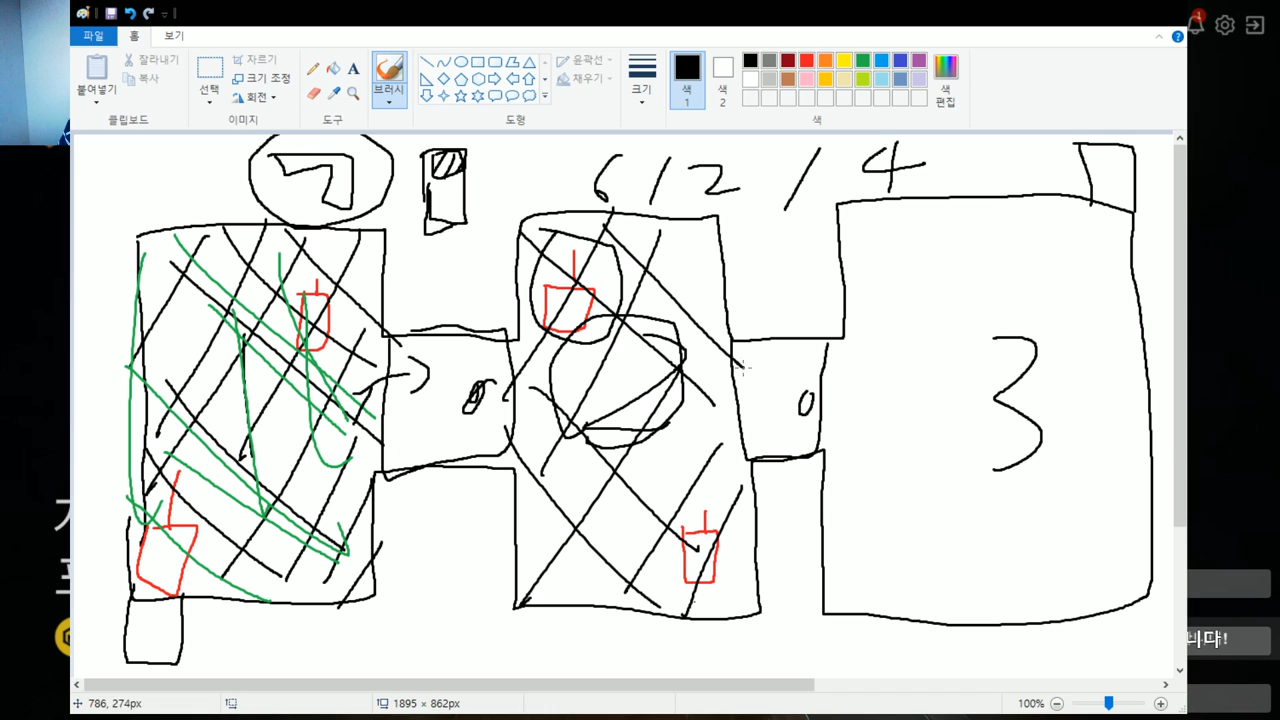 파일 홈 보기
잘라내기
복사
붙여넣기
클립보드
자르기
크기 조정
회전
선택
이미지
A
도구
브러시
윤곽선
채우기
도형
크기
색 1
색 2
색 편집
색
1
6 / 2 / 4
0
0
3
786, 274px
1895 × 862px
100%
니다!